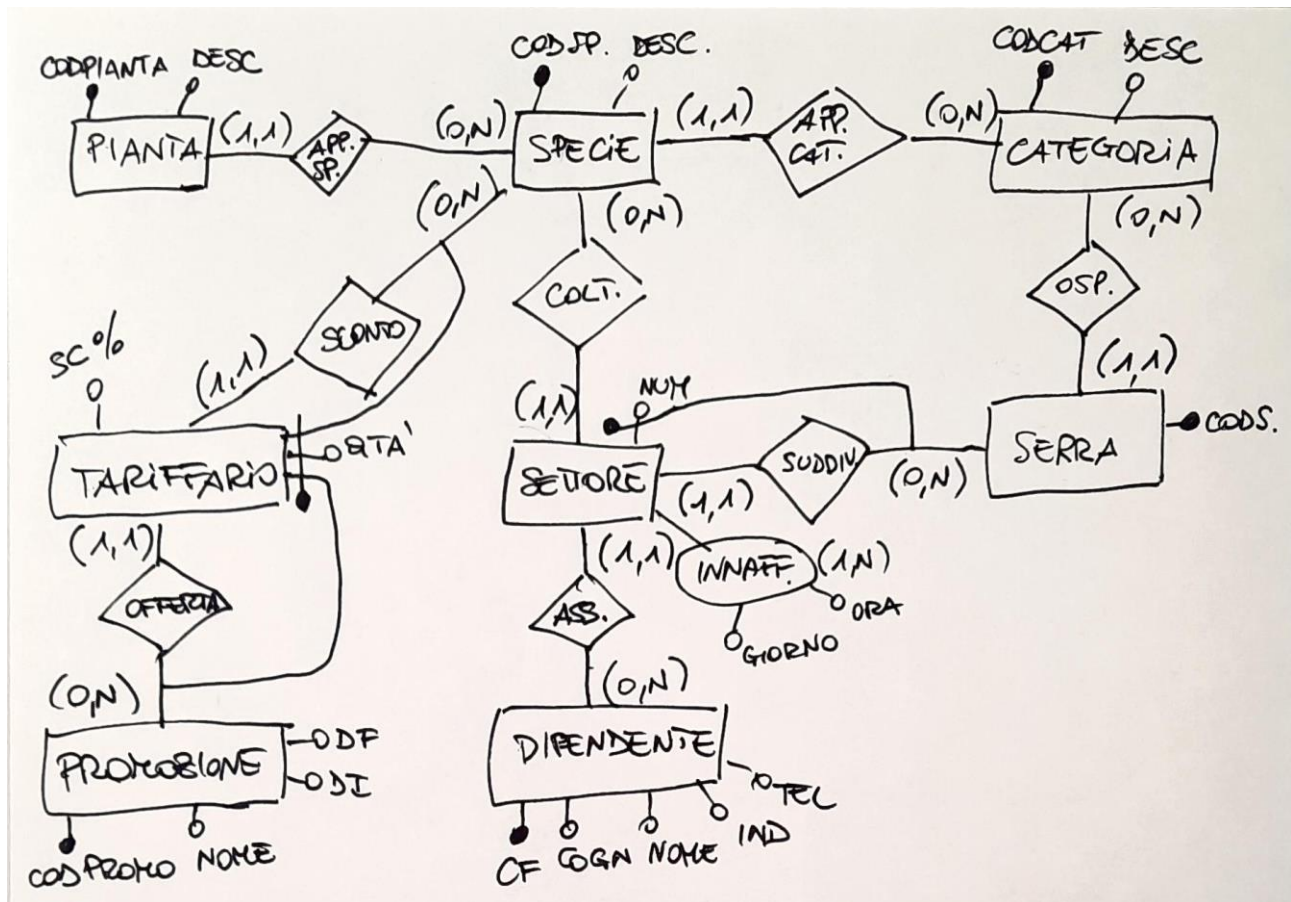 CODPIANTA DESC
CODSP. DESC.
CODCAT DESC
PIANTA (1,1) APP. SP. (0,N) SPECIE (1,1) APP. CAT. (0,N) CATEGORIA
(0,N) (0,N) (0,N)
SCONTO COLT. OSP.
SC% (1,1) (1,1) NUM (1,1)
TARIFFARIO QTA' SETTORE (1,1) SUDDIV (0,N) SERRA CODS.
(1,1) (1,1) INNAFF. (1,N)
OFFERTA ASS. GIORNO ORA
(0,N) (0,N)
PROMOZIONE DF
DI
DIPENDENTE TEL
CODPROMO NOME
CF COGN NOME IND